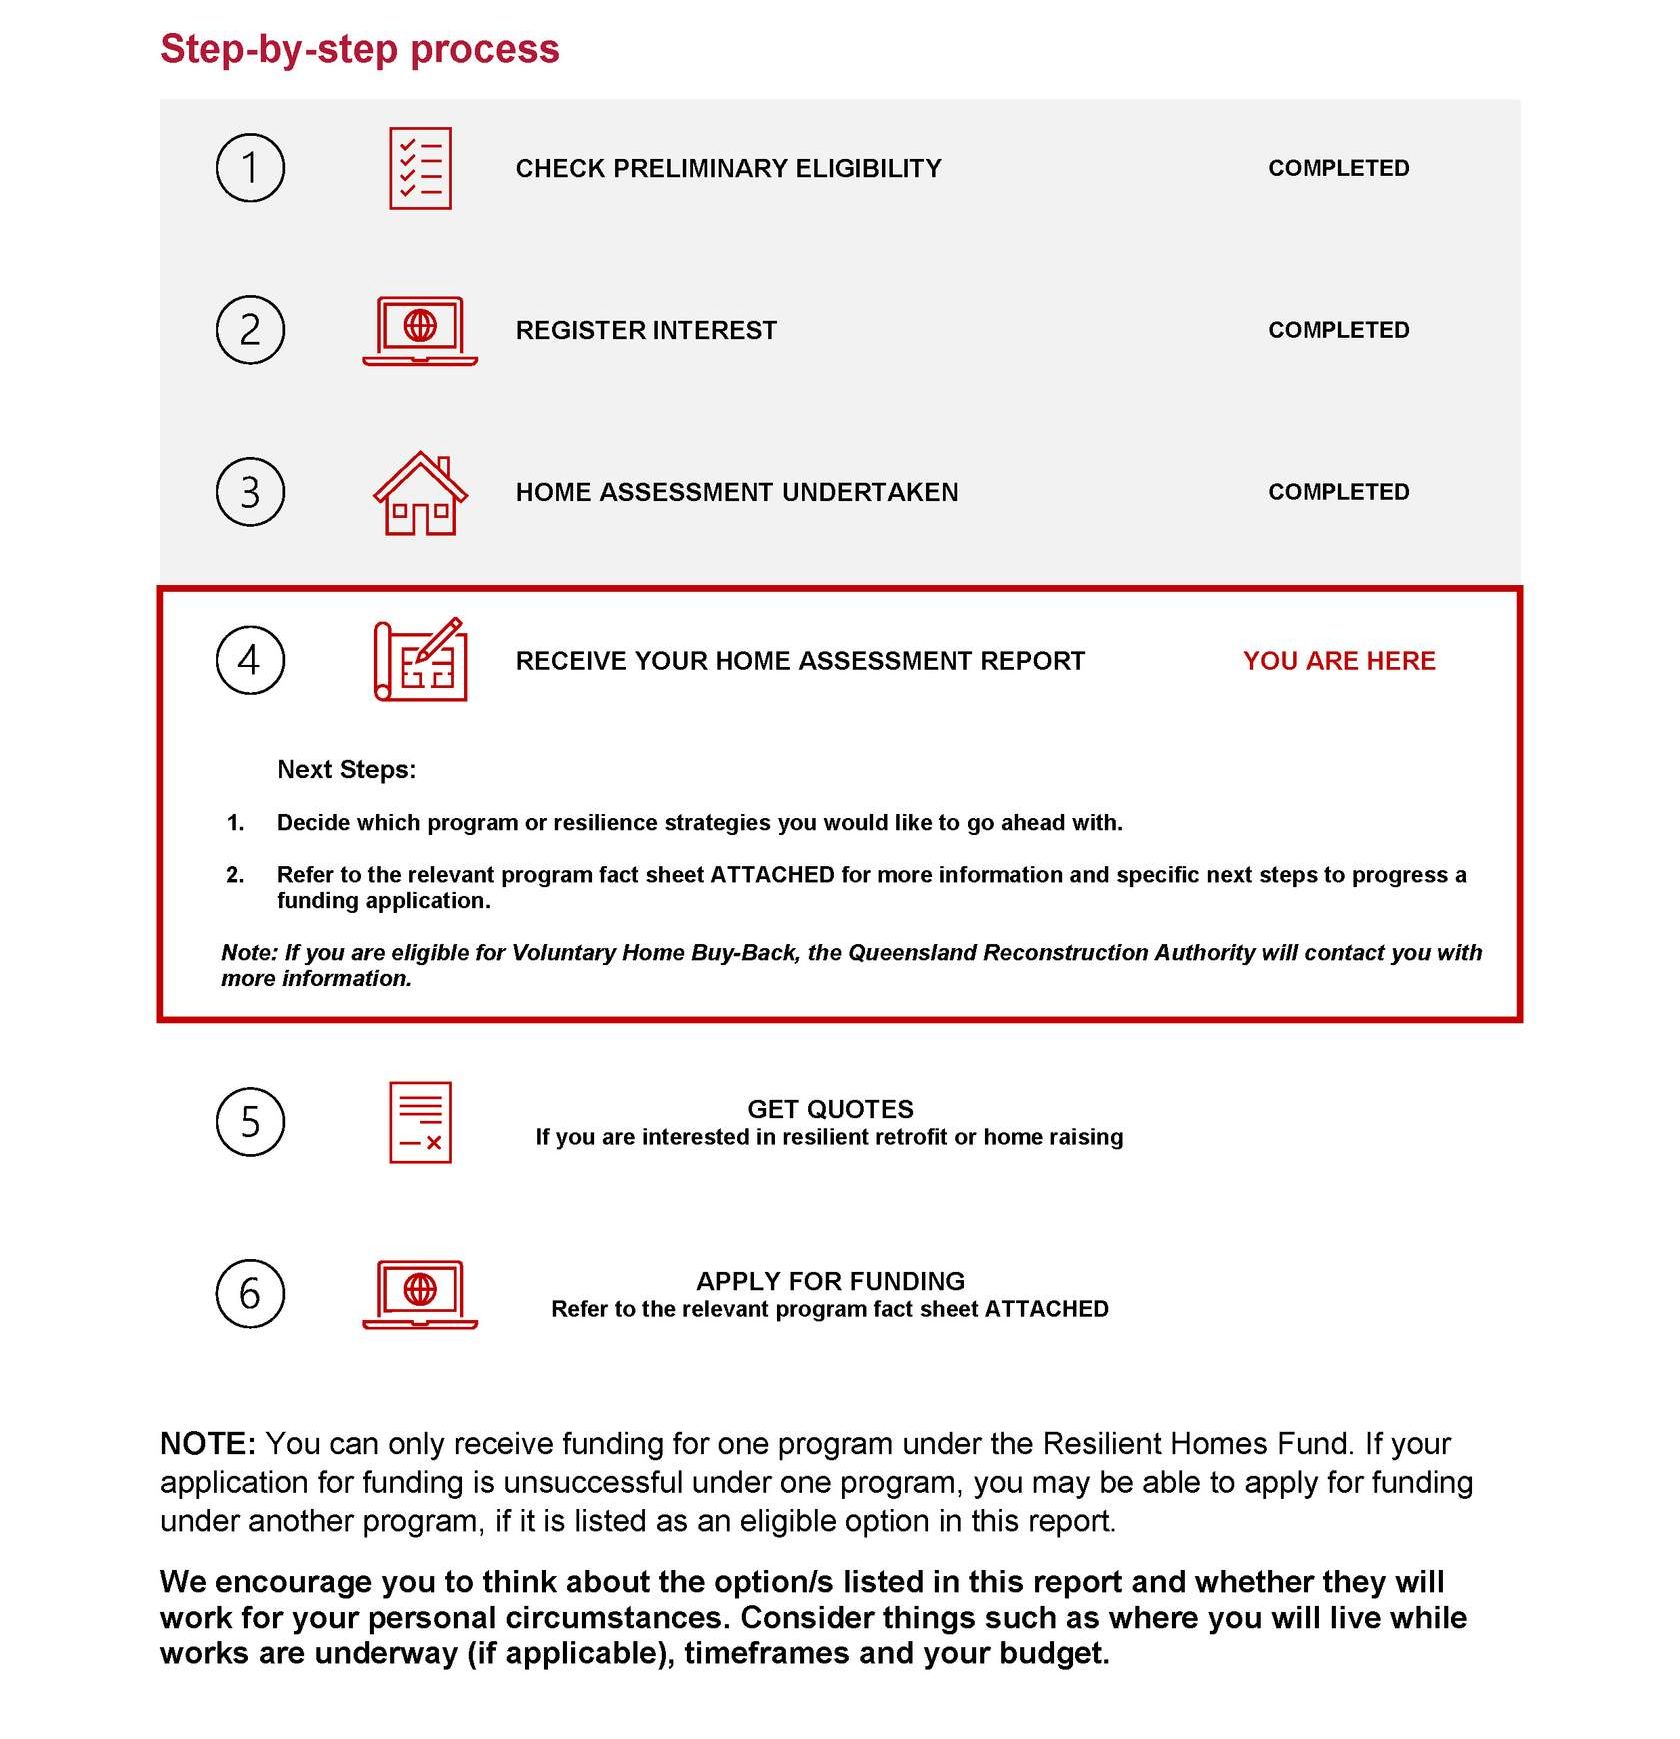 Step-by-step process
1 CHECK PRELIMINARY ELIGIBILITY COMPLETED
2 REGISTER INTEREST COMPLETED
3 HOME ASSESSMENT UNDERTAKEN COMPLETED
4 RECEIVE YOUR HOME ASSESSMENT REPORT YOU ARE HERE
Next Steps:
1. Decide which program or resilience strategies you would like to go ahead with.
2. Refer to the relevant program fact sheet ATTACHED for more information and specific next steps to progress a
funding application.
Note: If you are eligible for Voluntary Home Buy-Back, the Queensland Reconstruction Authority will contact you with
more information.
5 GET QUOTES
If you are interested in resilient retrofit or home raising
6 APPLY FOR FUNDING
Refer to the relevant program fact sheet ATTACHED
NOTE: You can only receive funding for one program under the Resilient Homes Fund. If your
application for funding is unsuccessful under one program, you may be able to apply for funding
under another program, if it is listed as an eligible option in this report.
We encourage you to think about the option/s listed in this report and whether they will
work for your personal circumstances. Consider things such as where you will live while
works are underway (if applicable), timeframes and your budget.